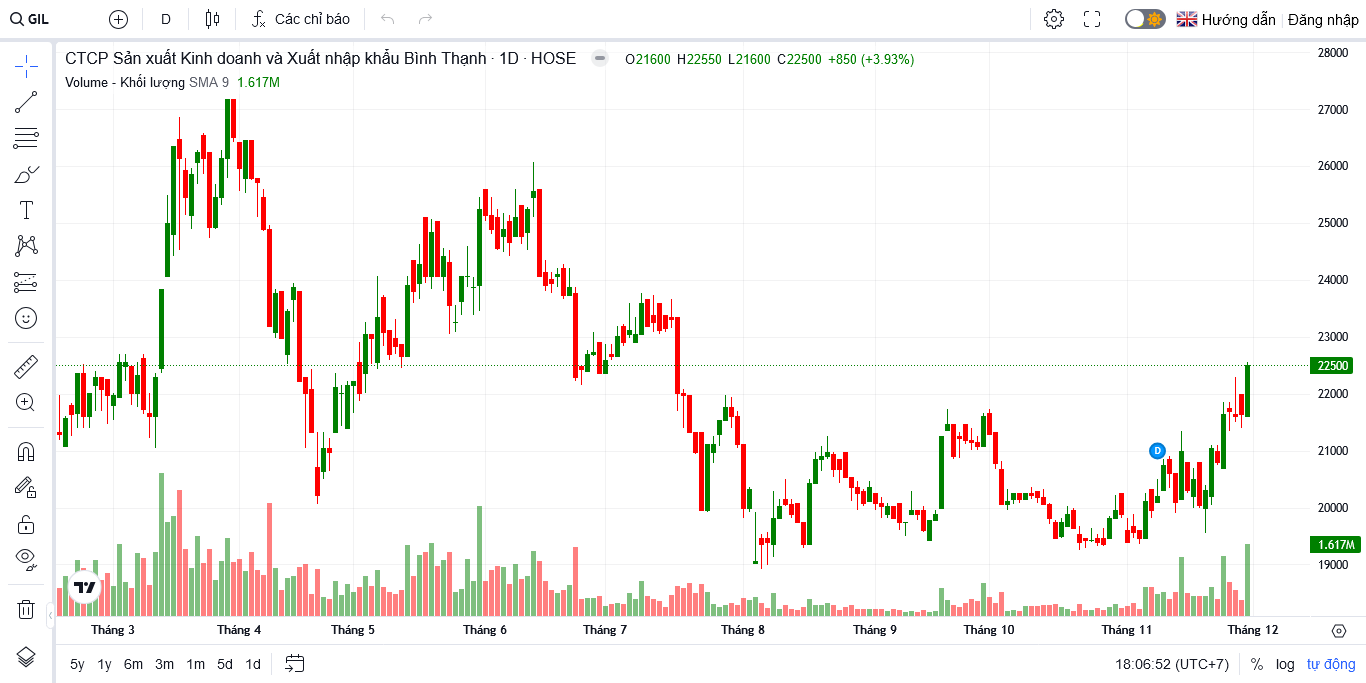 GIL D Các chỉ báo Hướng dẫn Đăng nhập
CTCP Sản xuất Kinh doanh và Xuất nhập khẩu Bình Thạnh · 1D · HOSE O21600 H22550 L21600 C22500 +850 (+3.93%)
Volume - Khối lượng SMA 9 1.617M
28000
27000
26000
25000
24000
23000
22500
22000
21000
D
20000
1.617M
19000
Tháng 3 Tháng 4 Tháng 5 Tháng 6 Tháng 7 Tháng 8 Tháng 9 Tháng 10 Tháng 11 Tháng 12
5y 1y 6m 3m 1m 5d 1d 18:06:52 (UTC+7) % log tự động